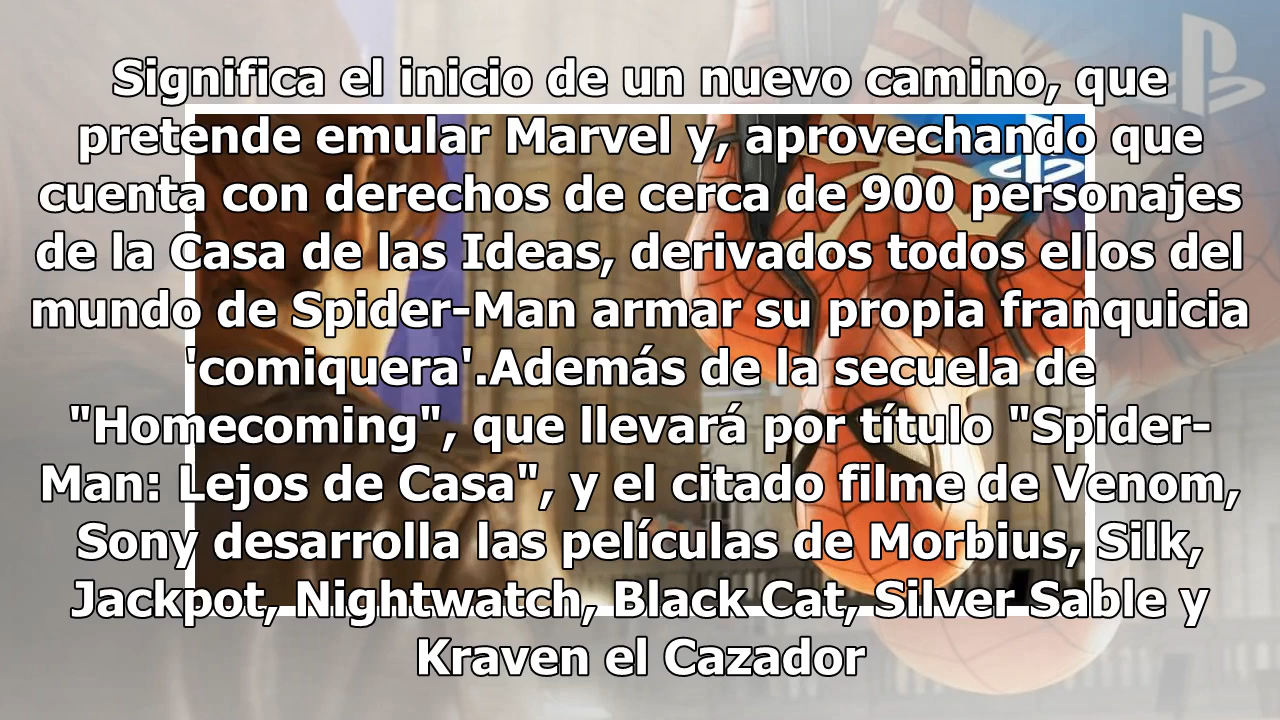 Significa el inicio de un nuevo camino, que
pretende emular Marvel y, aprovechando que
cuenta con derechos de cerca de 900 personajes
de la Casa de las Ideas, derivados todos ellos del
mundo de Spider-Man armar su propia franquicia
'comiquera'.Además de la secuela de
"Homecoming", que llevará por título "Spider-
Man: Lejos de Casa", y el citado filme de Venom,
Sony desarrolla las películas de Morbius, Silk,
Jackpot, Nightwatch, Black Cat, Silver Sable y
Kraven el Cazador